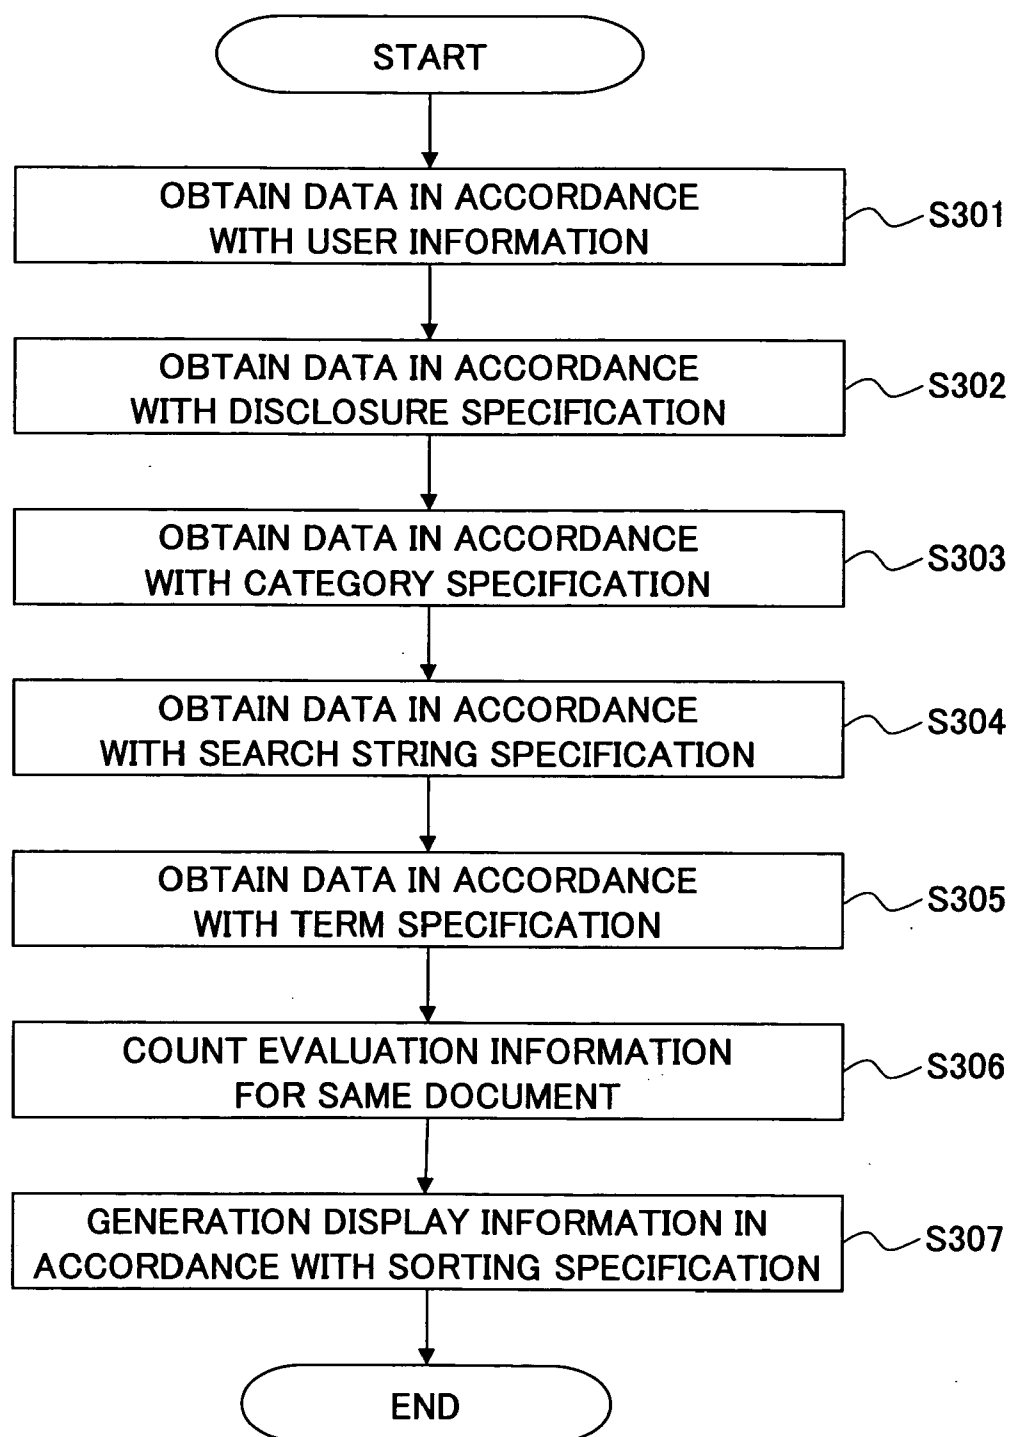 START
OBTAIN DATA IN ACCORDANCE
WITH USER INFORMATION
S301
OBTAIN DATA IN ACCORDANCE
WITH DISCLOSURE SPECIFICATION
S302
OBTAIN DATA IN ACCORDANCE
WITH CATEGORY SPECIFICATION
S303
OBTAIN DATA IN ACCORDANCE
WITH SEARCH STRING SPECIFICATION
S304
OBTAIN DATA IN ACCORDANCE
WITH TERM SPECIFICATION
S305
COUNT EVALUATION INFORMATION
FOR SAME DOCUMENT
S306
GENERATION DISPLAY INFORMATION IN
ACCORDANCE WITH SORTING SPECIFICATION
S307
END